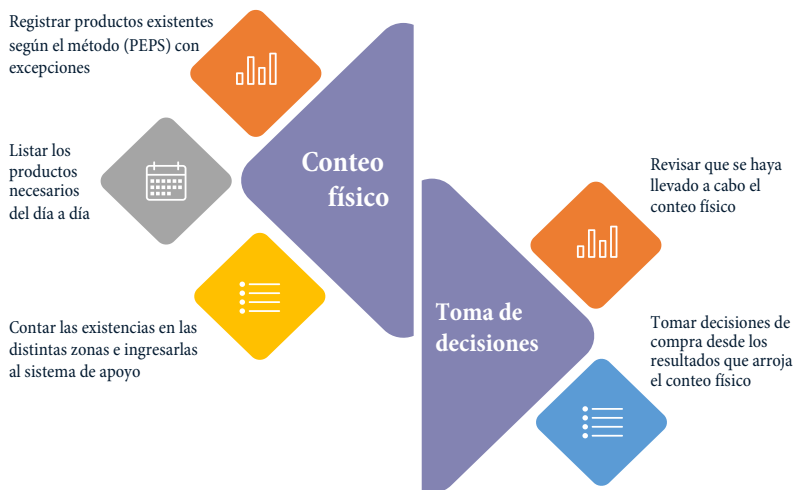 Registrar productos existentes
según el método (PEPS) con
excepciones
Listar los
productos
necesarios
del día a día
Contar las existencias en las
distintas zonas e ingresarlas
al sistema de apoyo
Conteo
físico
Toma de
decisiones
Revisar que se haya
llevado a cabo el
conteo físico
Tomar decisiones de
compra desde los
resultados que arroja
el conteo físico